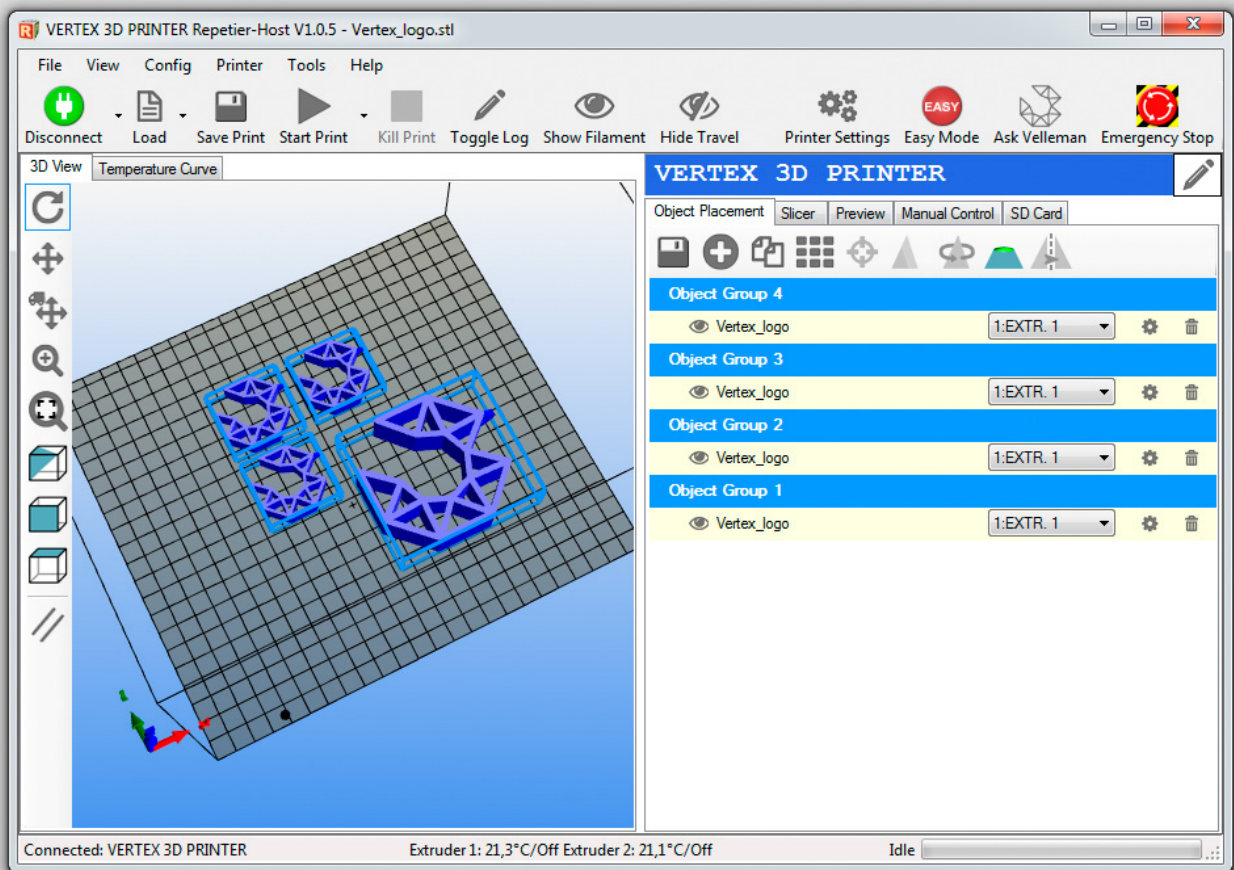 VERTEX 3D PRINTER Repetier-Host V1.0.5 - Vertex_logo.stl
File View Config Printer Tools Help
EASY
Disconnect Load Save Print Start Print Kill Print Toggle Log Show Filament Hide Travel Printer Settings Easy Mode Ask Velleman Emergency Stop
3D View Temperature Curve
VERTEX 3D PRINTER
Object Placement Slicer Preview Manual Control SD Card
Object Group 4
Vertex_logo 1:EXTR. 1
Object Group 3
Vertex_logo 1:EXTR. 1
Object Group 2
Vertex_logo 1:EXTR. 1
Object Group 1
Vertex_logo 1:EXTR. 1
Connected: VERTEX 3D PRINTER Extruder 1: 21,3°C/Off Extruder 2: 21,1°C/Off Idle